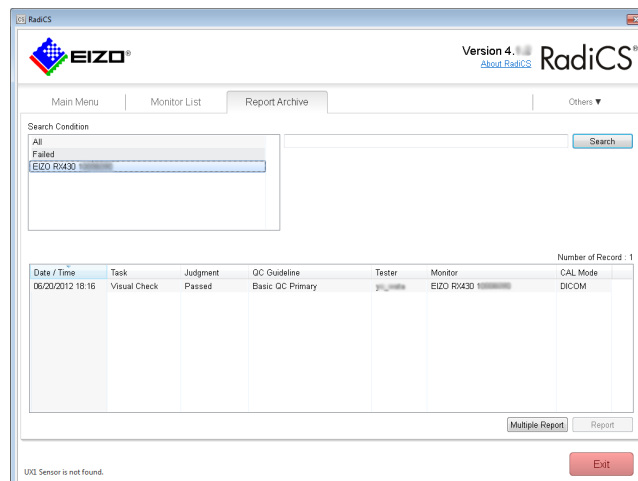 RadiCS
EIZO®
Version 4.
About RadiCS
RadiCS®
Main Menu
Monitor List
Report Archive
Others ▼
Search Condition
All
Failed
EIZO RX430
Search
Number of Record : 1
Date / Time Task Judgment QC Guideline Tester Monitor CAL Mode
06/20/2012 18:16 Visual Check Passed Basic QC Primary EIZO RX430 DICOM
Multiple Report
Report
Exit
UX1 Sensor is not found.